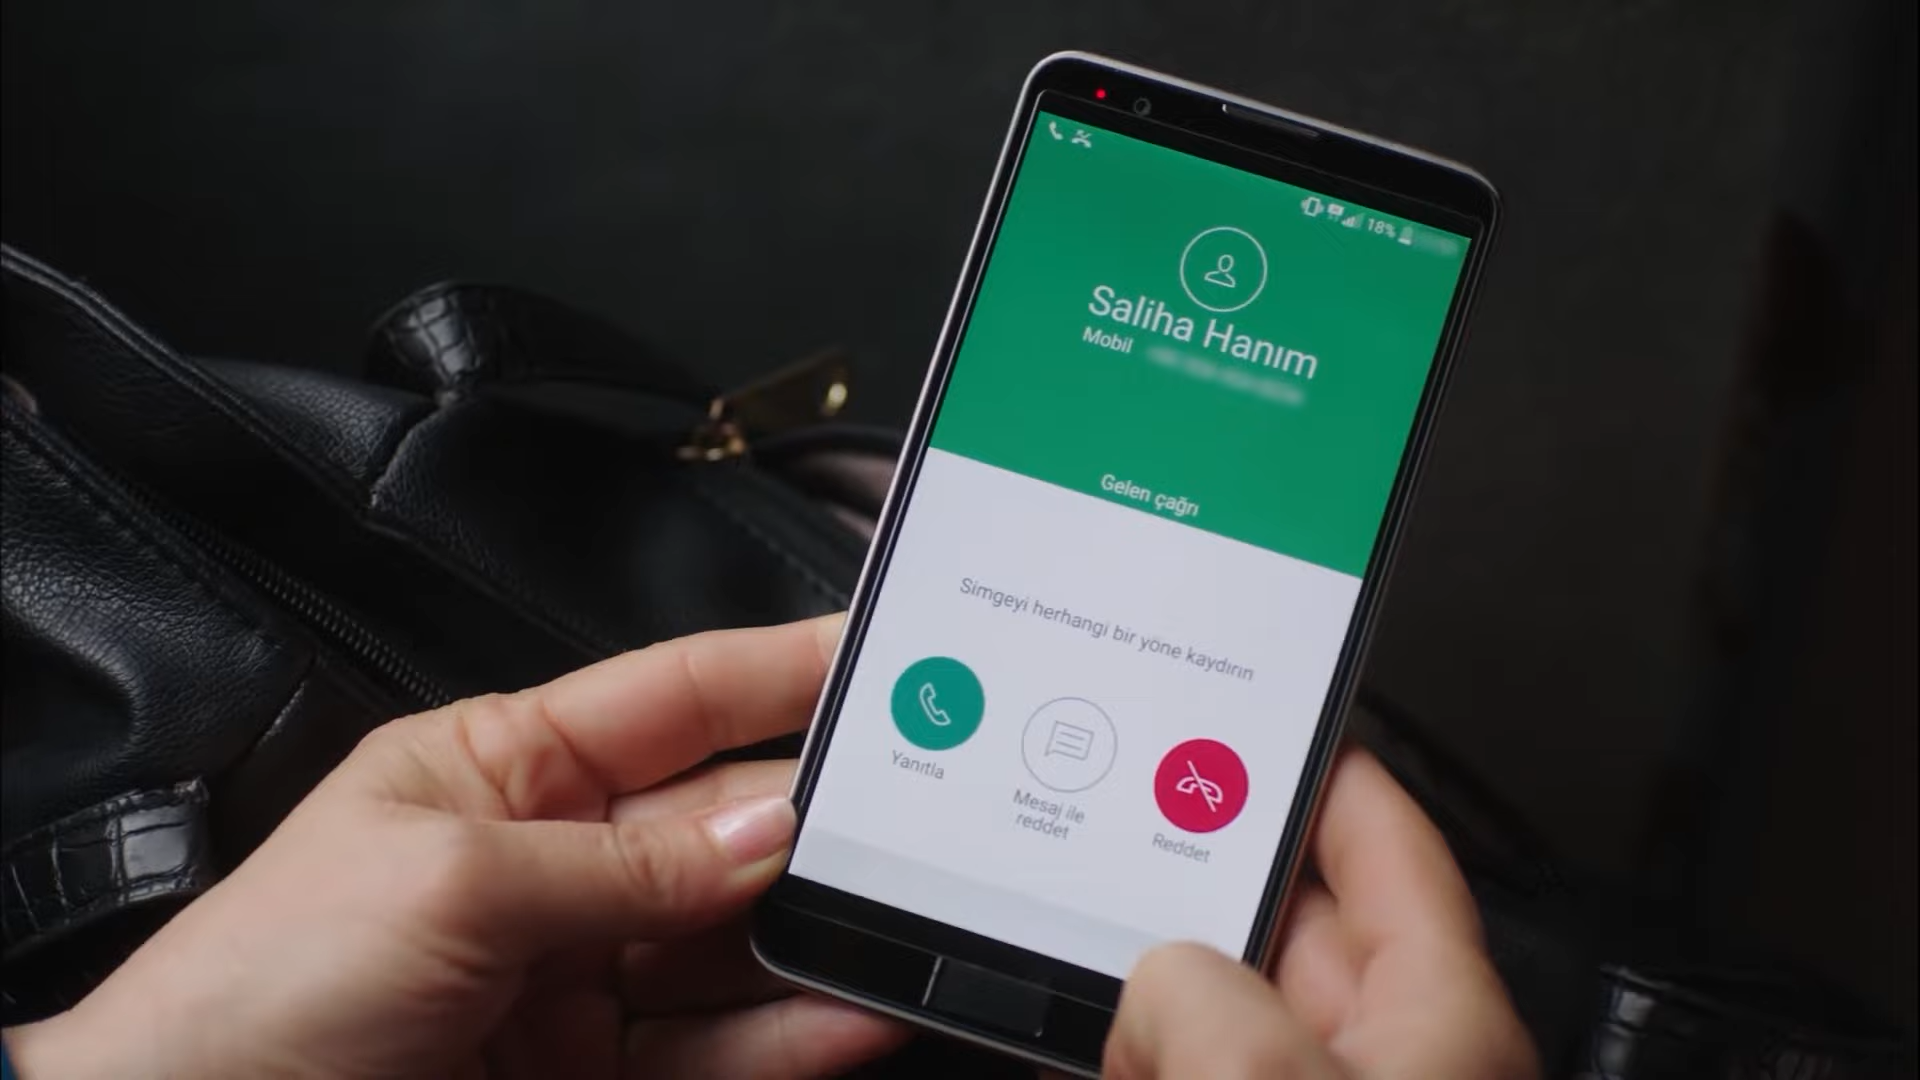 18%
Saliha Hanım
Mobil
Gelen çağrı
Simgeyi herhangi bir yöne kaydırın
Yanıtla
Mesaj ile
reddet
Reddet